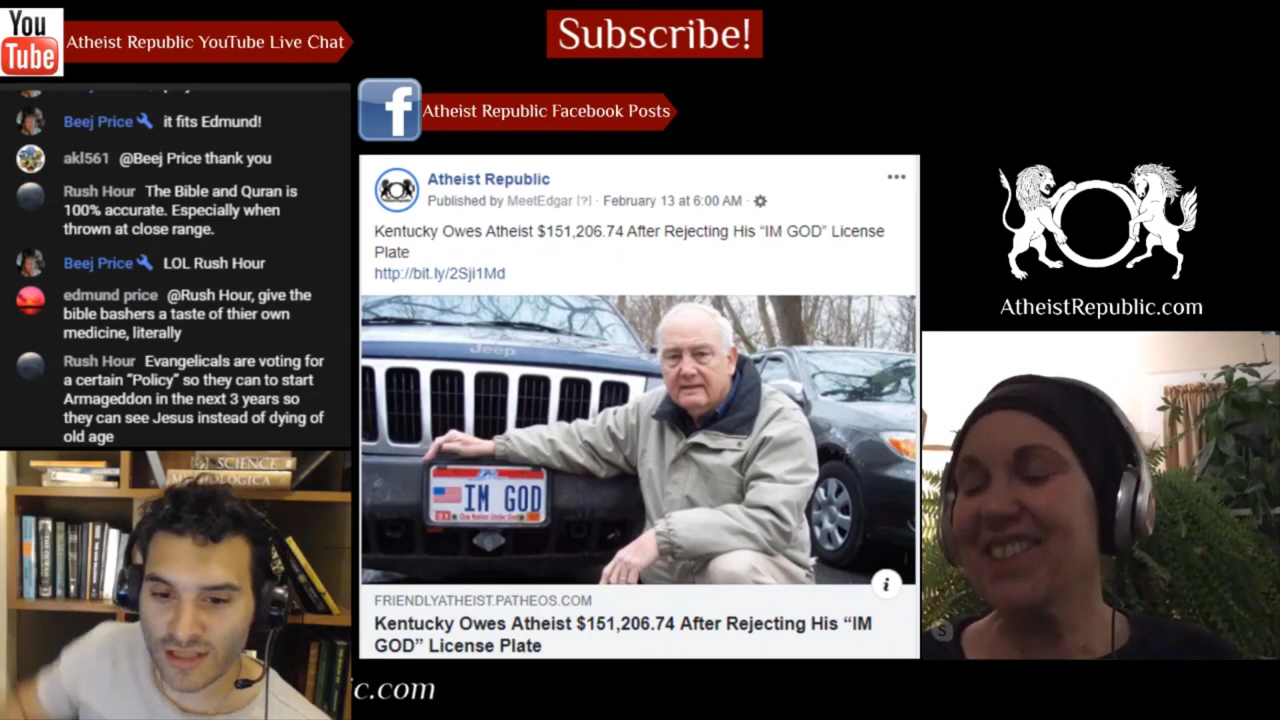 You
Tube
Atheist Republic YouTube Live Chat
Subscribe!
Beej Price it fits Edmund!
akl561 @Beej Price thank you
Rush Hour The Bible and Quran is
100% accurate. Especially when
thrown at close range.
Beej Price LOL Rush Hour
edmund price @Rush Hour, give the
bible bashers a taste of thier own
medicine, literally
Rush Hour Evangelicals are voting for
a certain “Policy” so they can to start
Armageddon in the next 3 years so
they can see Jesus instead of dying of
old age
f
Atheist Republic Facebook Posts
Atheist Republic
Published by MeetEdgar [?] · February 13 at 6:00 AM ·
Kentucky Owes Atheist $151,206.74 After Rejecting His “IM GOD” License
Plate
http://bit.ly/2Sji1Md
Jeep
IM GOD
One Nation Under God
i
FRIENDLYATHEIST.PATHEOS.COM
Kentucky Owes Atheist $151,206.74 After Rejecting His “IM
GOD” License Plate
AtheistRepublic.com
SCIENCE
S
c.com